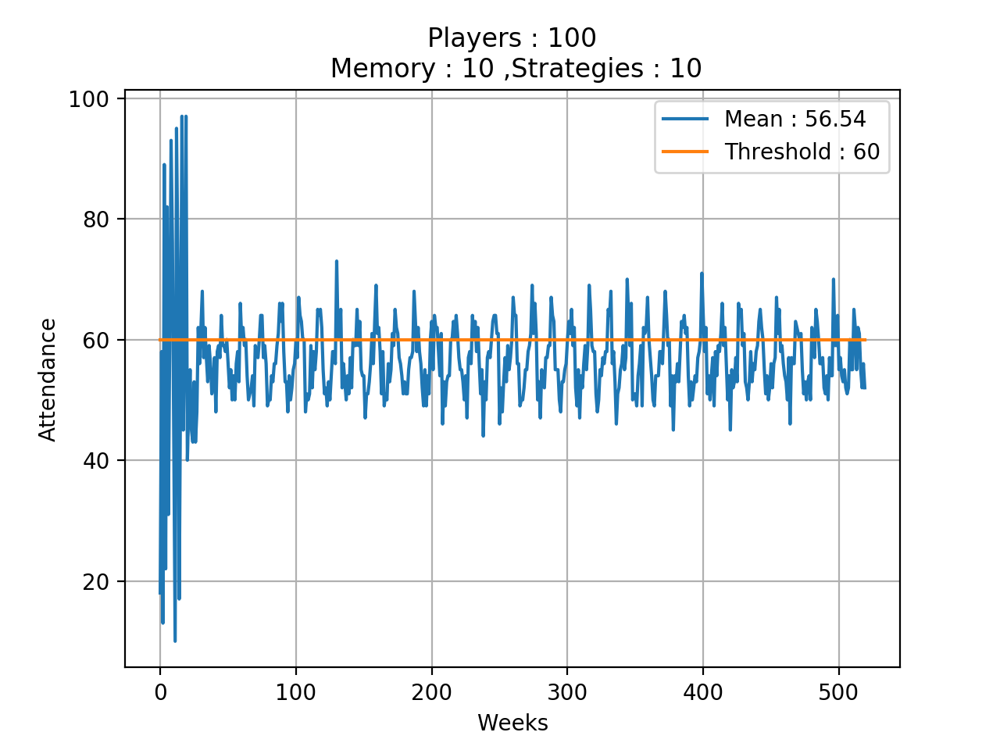 Players : 100
Memory : 10 ,Strategies : 10
Mean : 56.54
Threshold : 60
100
80
60
40
20
Attendance
0 100 200 300 400 500
Weeks